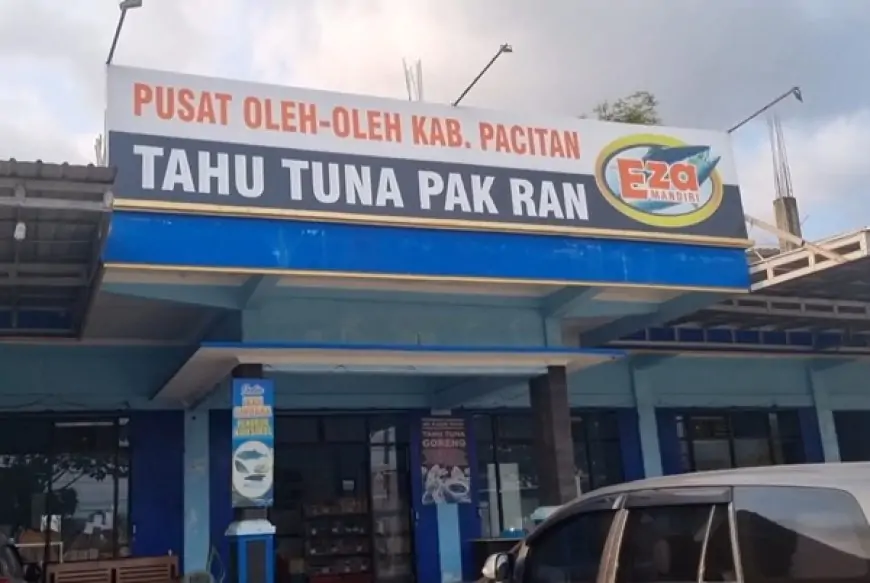 PUSAT OLEH-OLEH KAB. PACITAN
TAHU TUNA PAK RAN
Eza
MANDIRI
TAHU TUNA
GORENG